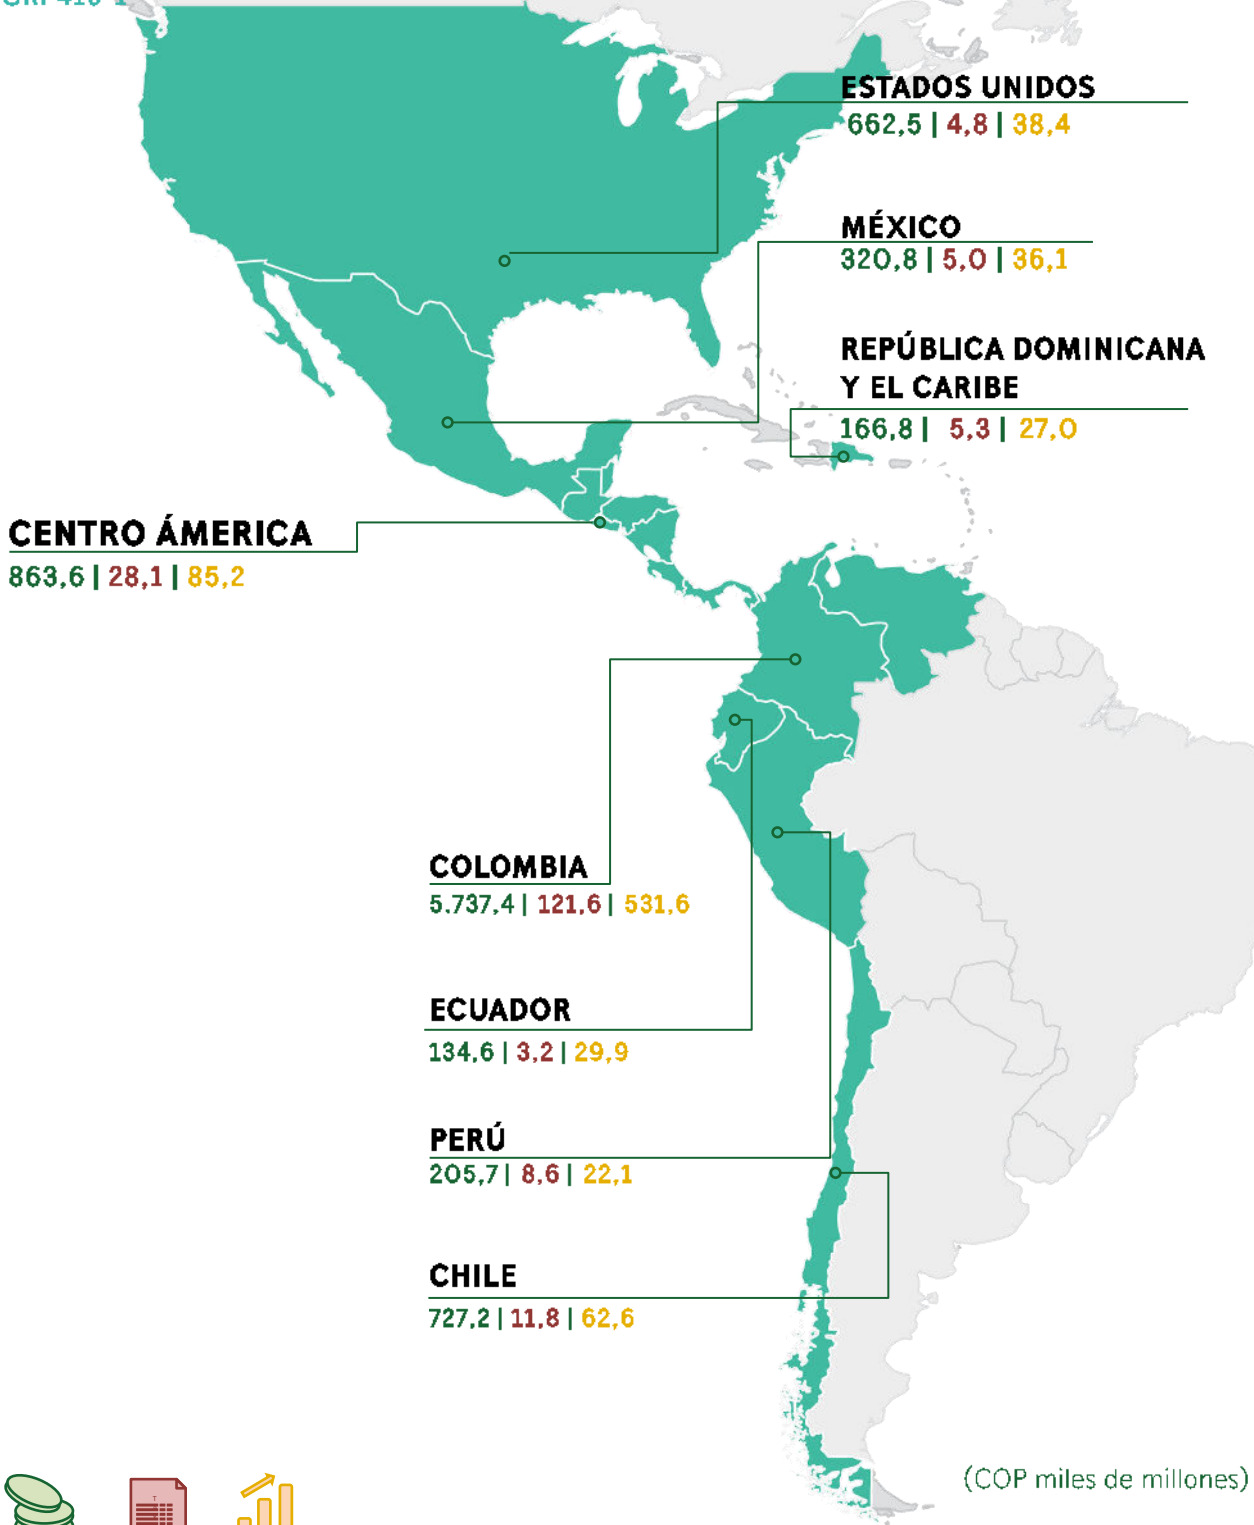 ESTADOS UNIDOS
662,5 | 4,8 | 38,4
MÉXICO
320,8 | 5,0 | 36,1
REPÚBLICA DOMINICANA
Y EL CARIBE
166,8 | 5,3 | 27,0
CENTRO ÁMERICA
863,6 | 28,1 | 85,2
COLOMBIA
5.737,4 | 121,6 | 531,6
ECUADOR
134,6 | 3,2 | 29,9
PERÚ
205,7 | 8,6 | 22,1
CHILE
727,2 | 11,8 | 62,6
(COP miles de millones)